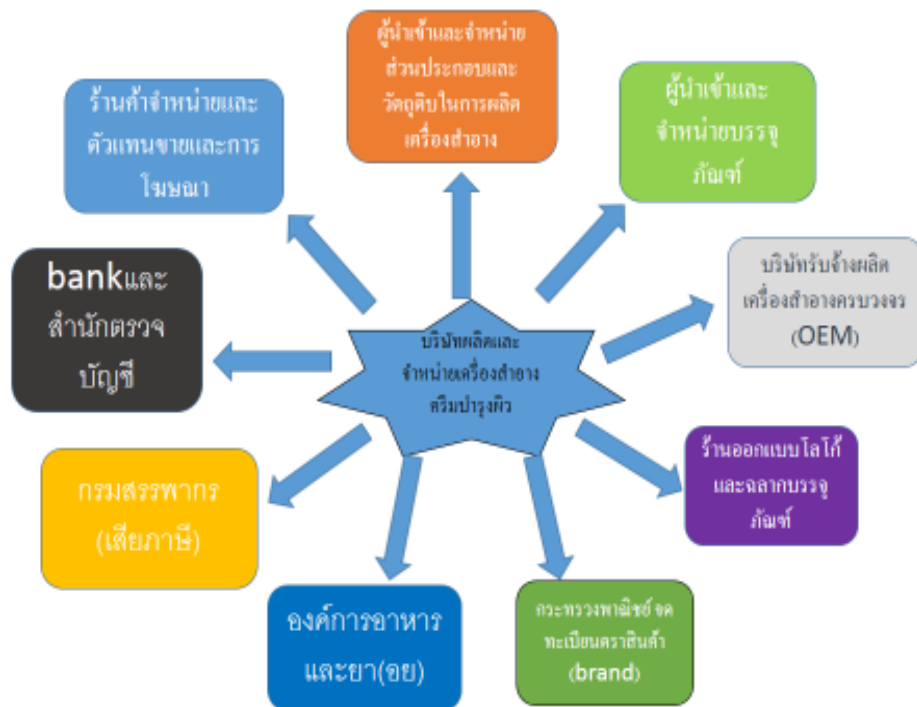 ผู้นำเข้าและจำหน่าย
ส่วนประกอบและ
วัตถุดิบในการผลิต
เครื่องสำอาง
ผู้นำเข้าและ
จำหน่ายบรรจุ
ภัณฑ์
ร้านค้าจำหน่ายและ
ตัวแทนขายและการ
โฆษณา
บริษัทรับจ้างผลิต
เครื่องสำอางครบวงจร
(OEM)
bankและ
สำนักตรวจ
บัญชี
บริษัทผลิตและ
จำหน่ายเครื่องสำอาง
ครีมบำรุงผิว
ร้านออกแบบโลโก้
และฉลากบรรจุ
ภัณฑ์
กรมสรรพากร
(เสียภาษี)
องค์การอาหาร
และยา(อย)
กระทรวงพาณิชย์ จด
ทะเบียนตราสินค้า
(brand)